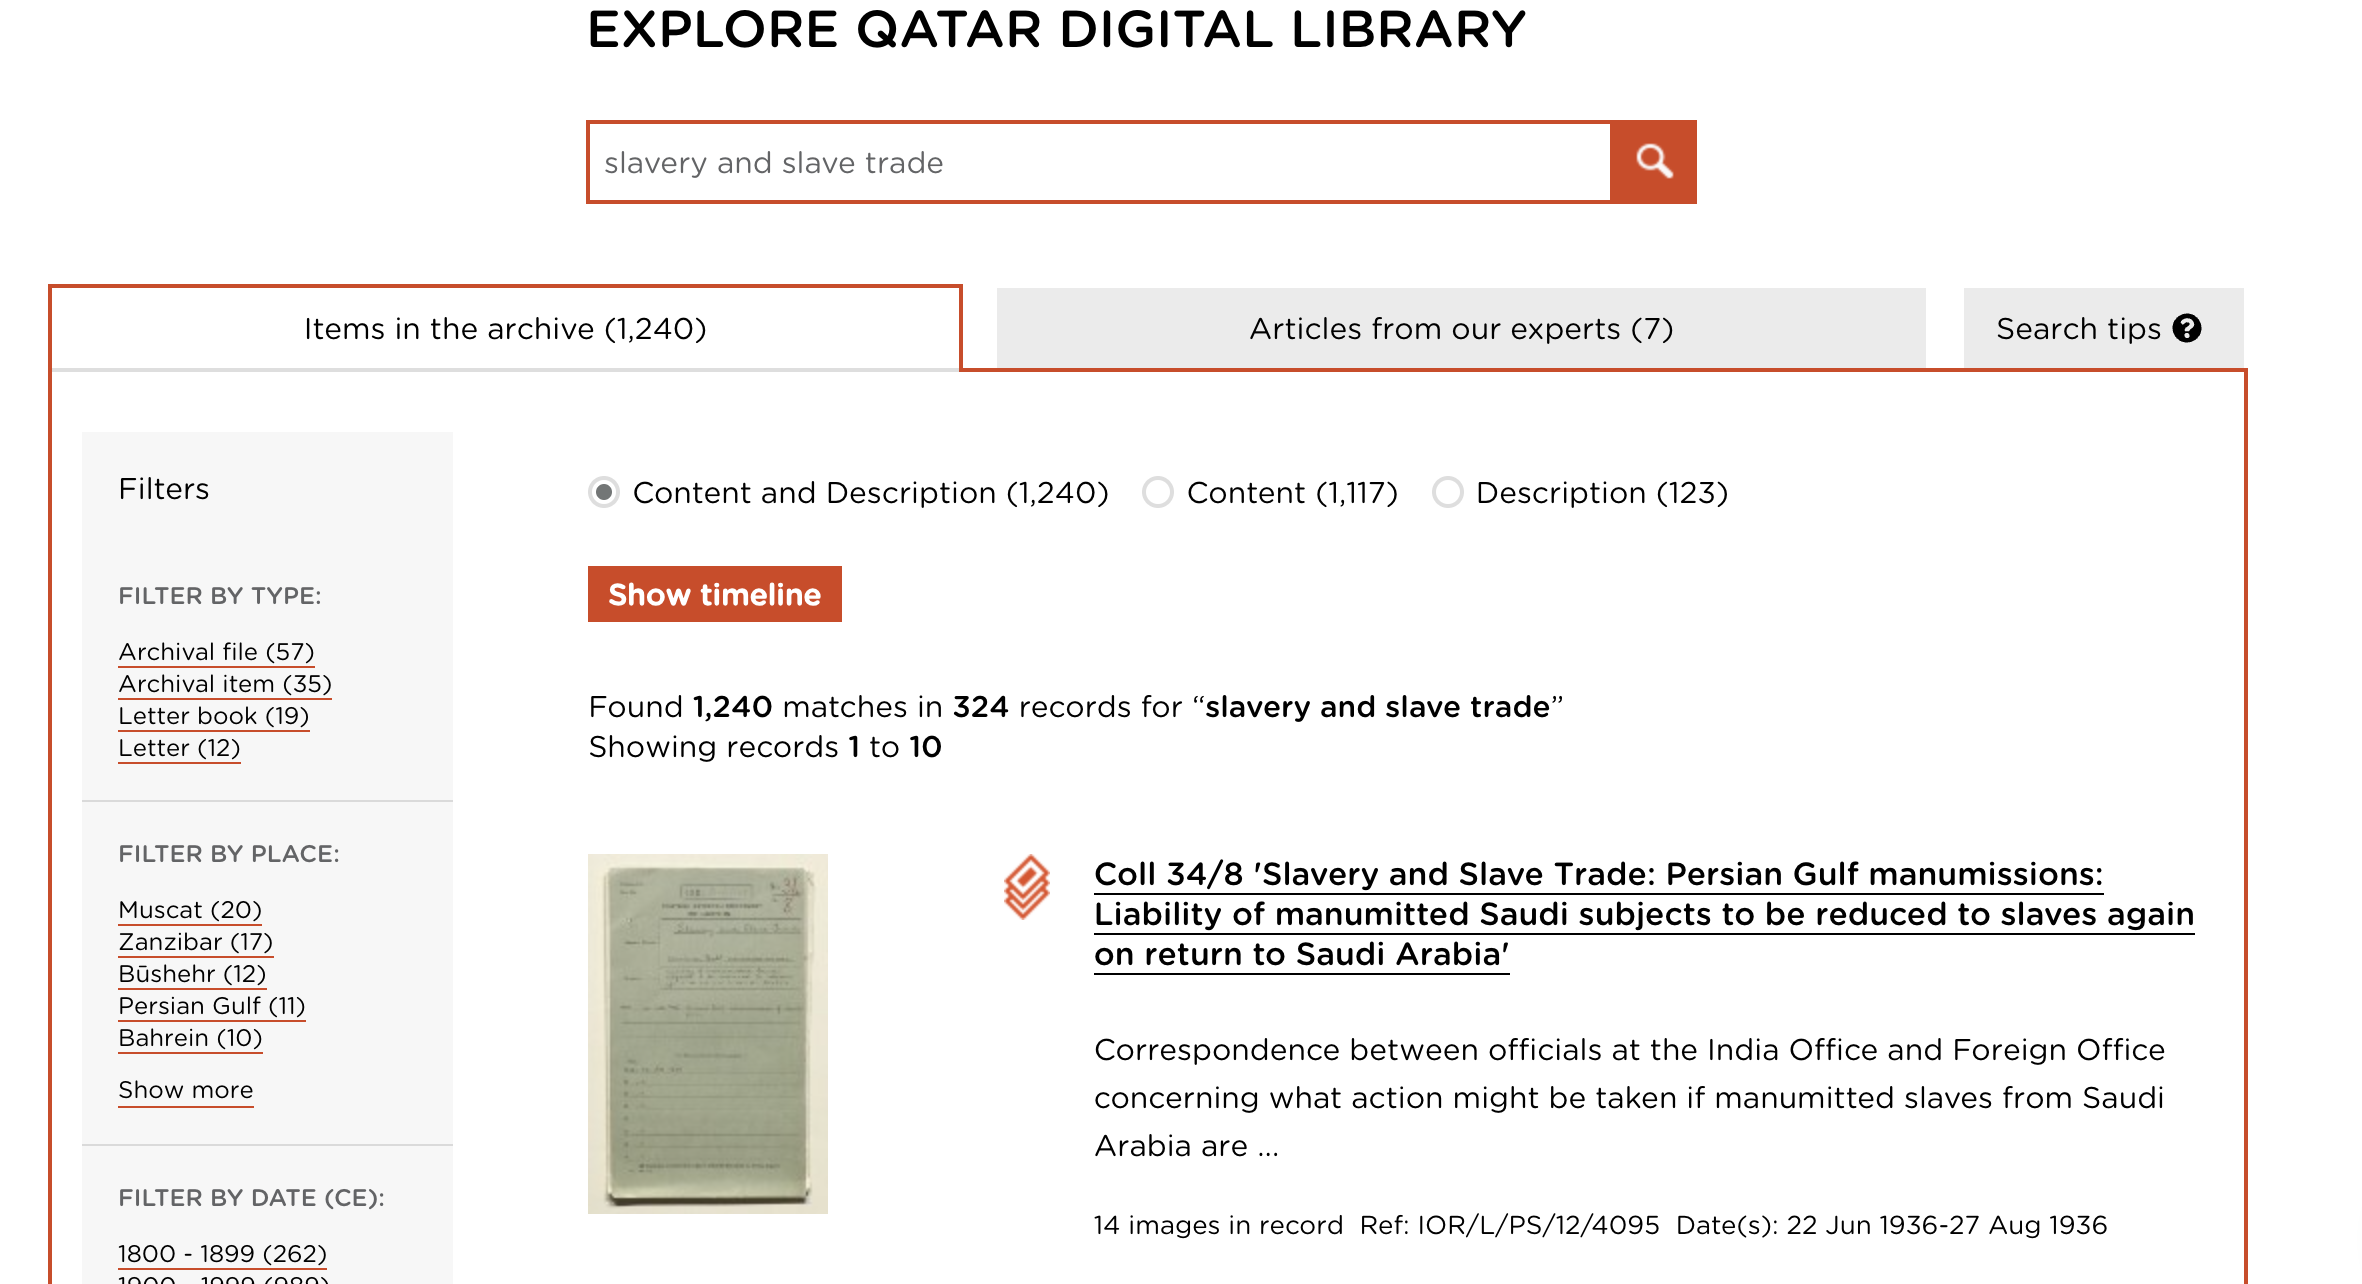 EXPLORE QATAR DIGITAL LIBRARY
slavery and slave trade
Items in the archive (1,240)
Articles from our experts (7)
Search tips ?
Filters
FILTER BY TYPE:
Archival file (57)
Archival item (35)
Letter book (19)
Letter (12)
FILTER BY PLACE:
Muscat (20)
Zanzibar (17)
Būshehr (12)
Persian Gulf (11)
Bahrein (10)
Show more
FILTER BY DATE (CE):
1800 - 1899 (262)
1900 - 1999 (989)
Content and Description (1,240)
Content (1,117)
Description (123)
Show timeline
Found 1,240 matches in 324 records for “slavery and slave trade”
Showing records 1 to 10
Coll 34/8 'Slavery and Slave Trade: Persian Gulf manumissions:
Liability of manumitted Saudi subjects to be reduced to slaves again
on return to Saudi Arabia'
Correspondence between officials at the India Office and Foreign Office
concerning what action might be taken if manumitted slaves from Saudi
Arabia are ...
14 images in record Ref: IOR/L/PS/12/4095 Date(s): 22 Jun 1936-27 Aug 1936